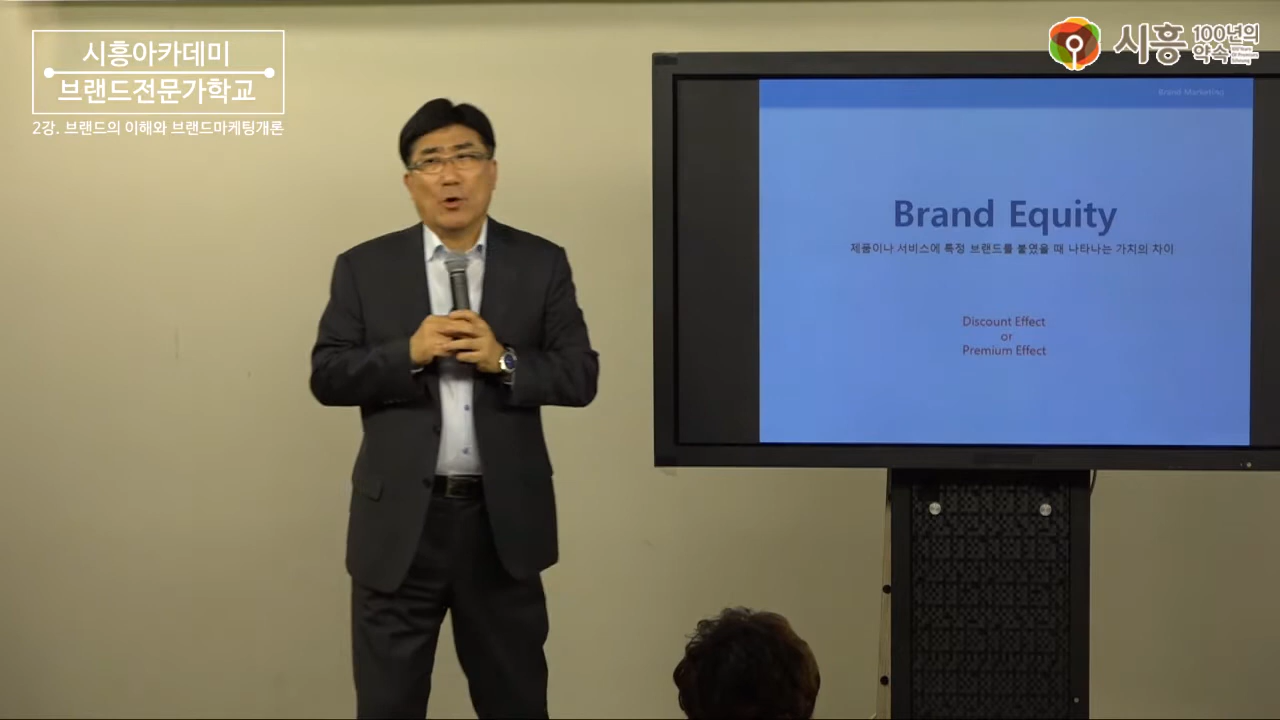 시흥아카데미
브랜드전문가학교
2강. 브랜드의 이해와 브랜드마케팅개론
시흥 100년의
약속
Brand Marketing
Brand Equity
제품이나 서비스에 특정 브랜드를 붙였을 때 나타나는 가치의 차이
Discount Effect
or
Premium Effect